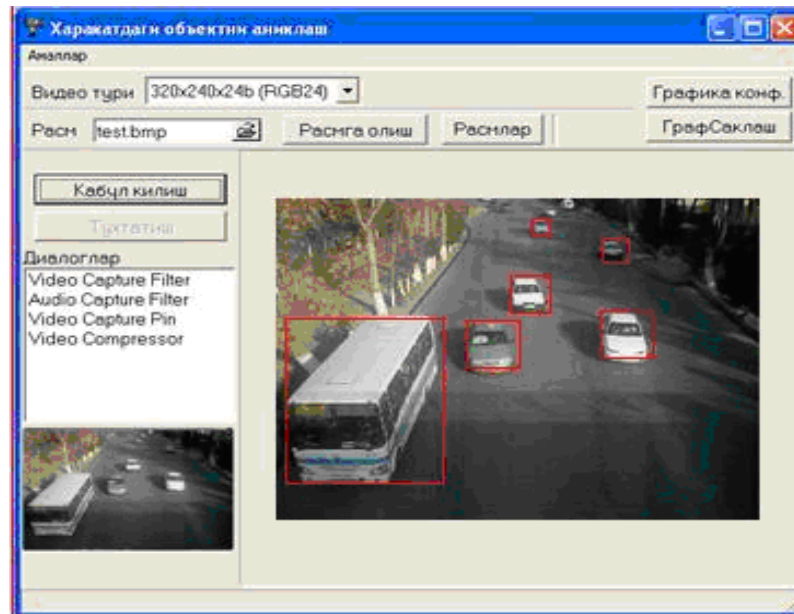 Харакатдаги объектни аниклаш
Амаллар
Видео тури 320x240x24b (RGB24) Графика конф.
Расм test.bmp Расмга олиш Расмлар ГрафСаклаш
Кабул килиш
Тухтатиш
Диалоглар
Video Capture Filter
Audio Capture Filter
Video Capture Pin
Video Compressor